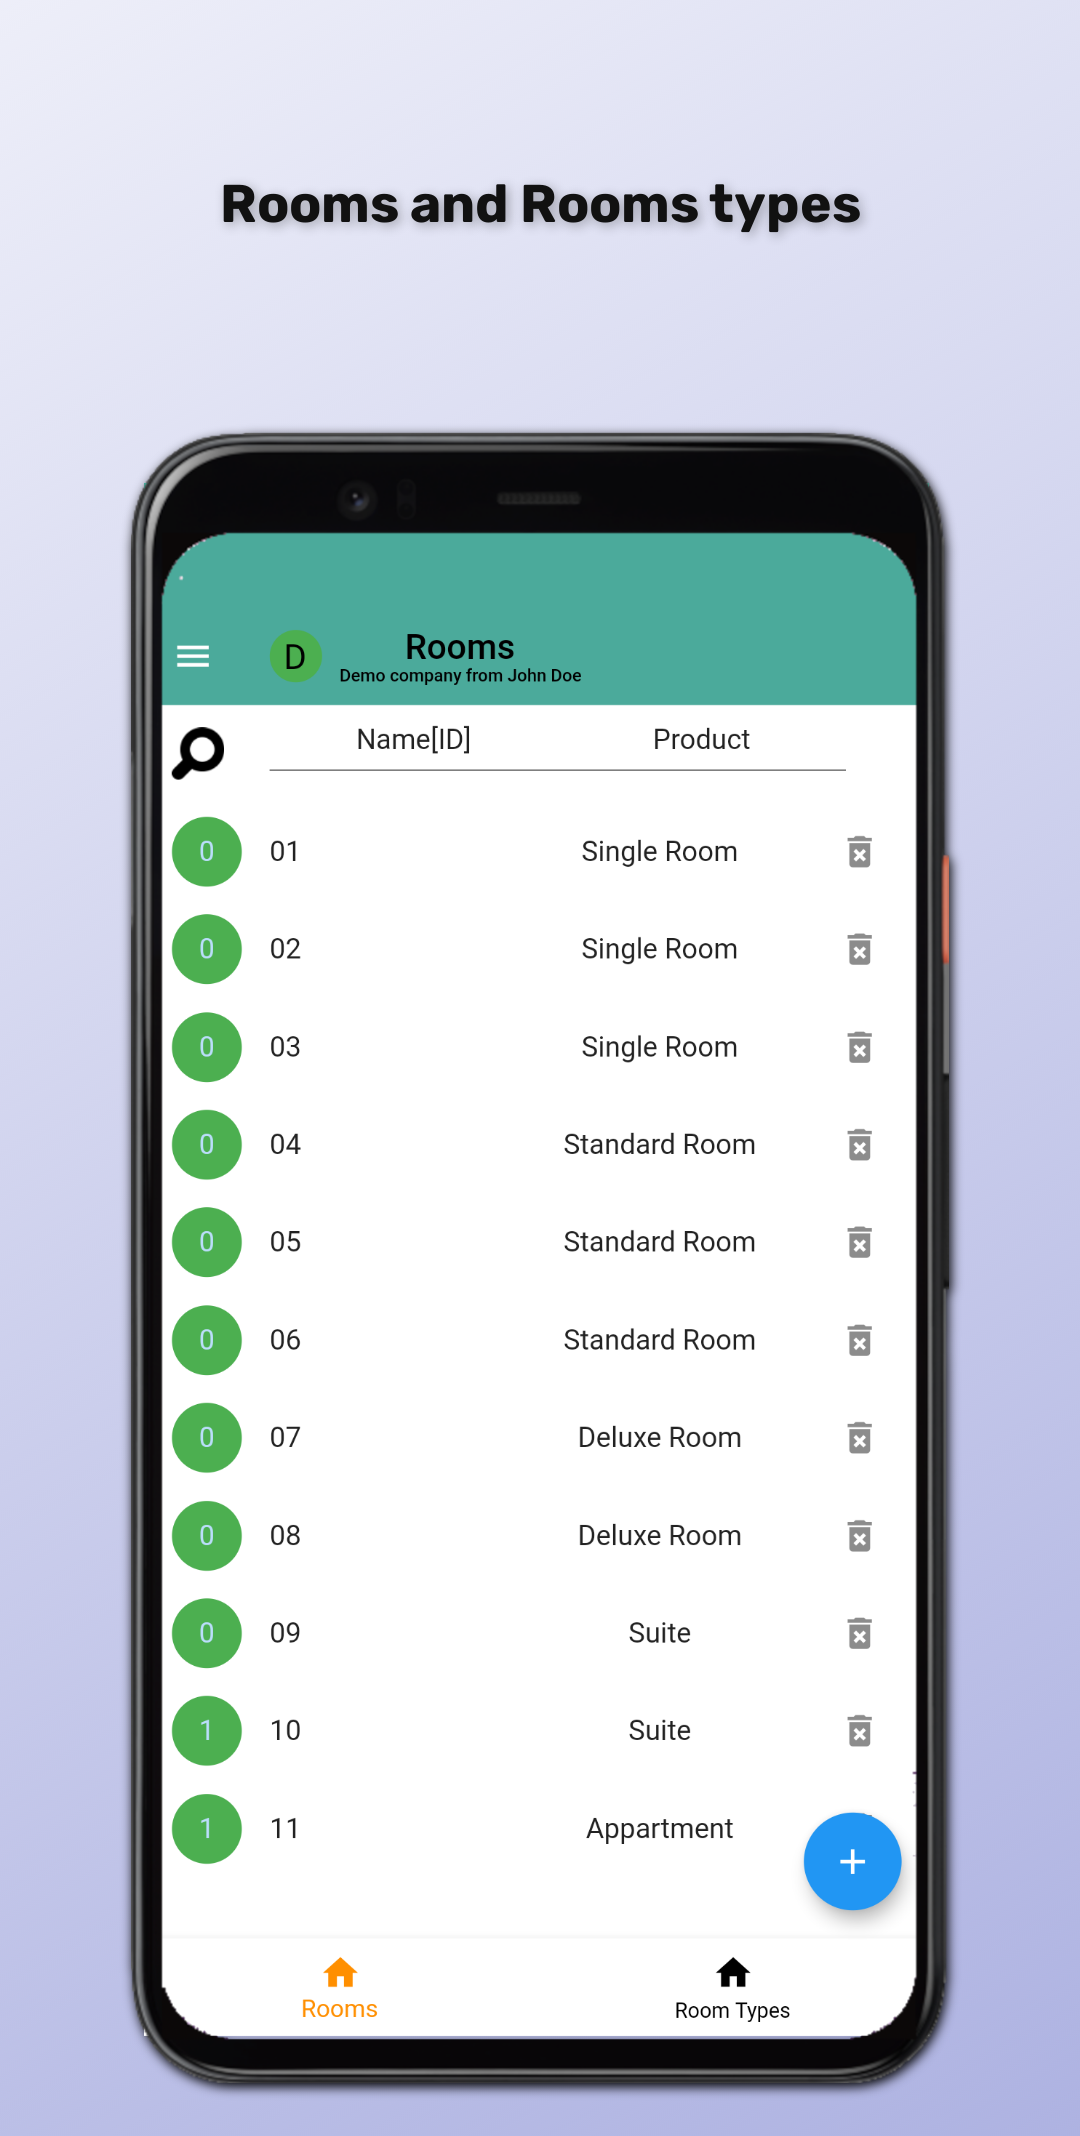 Rooms and Rooms types
D
Rooms
Demo company from John Doe
Name[ID] Product
0 01 Single Room
0 02 Single Room
0 03 Single Room
0 04 Standard Room
0 05 Standard Room
0 06 Standard Room
0 07 Deluxe Room
0 08 Deluxe Room
0 09 Suite
1 10 Suite
1 11 Appartment
+
Rooms Room Types